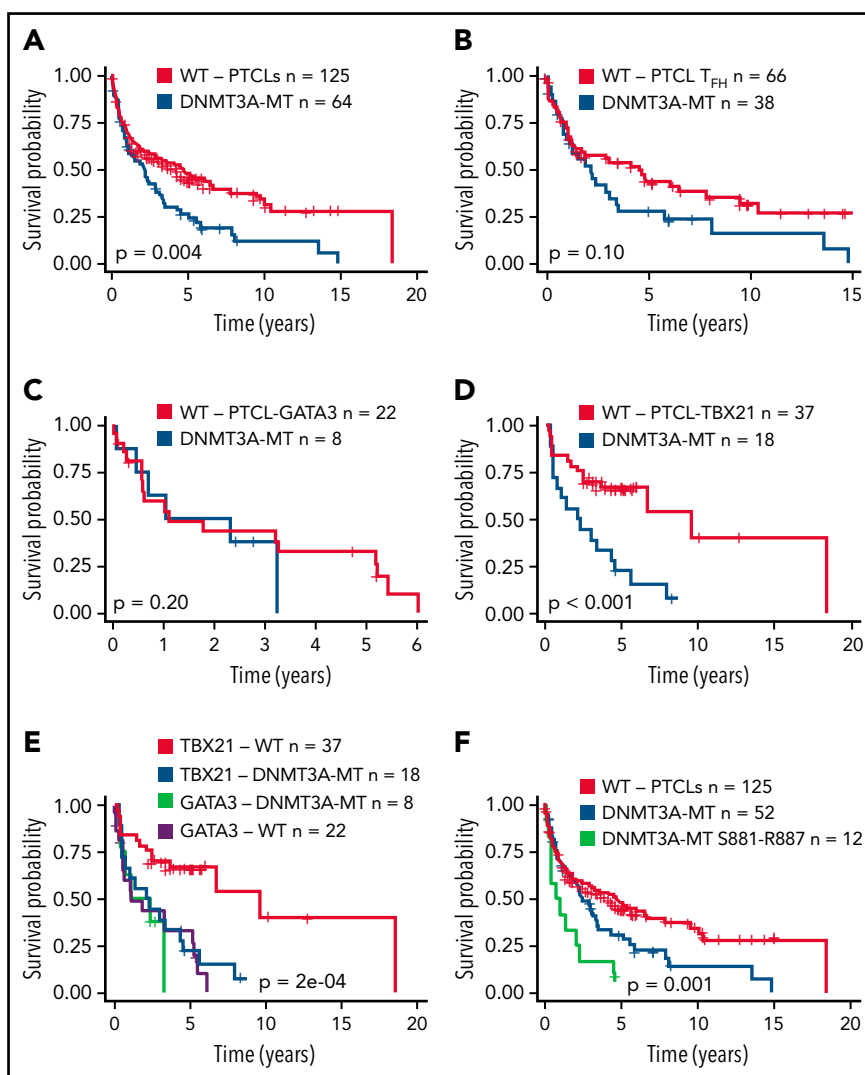 A
WT – PTCLs n = 125
DNMT3A-MT n = 64
Survival probability
1.00
0.75
0.50
0.25
0.00
p = 0.004
0 5 10 15 20
Time (years)
B
WT – PTCL T_FH n = 66
DNMT3A-MT n = 38
Survival probability
1.00
0.75
0.50
0.25
0.00
p = 0.10
0 5 10 15
Time (years)
C
WT – PTCL-GATA3 n = 22
DNMT3A-MT n = 8
Survival probability
1.00
0.75
0.50
0.25
0.00
p = 0.20
0 1 2 3 4 5 6
Time (years)
D
WT – PTCL-TBX21 n = 37
DNMT3A-MT n = 18
Survival probability
1.00
0.75
0.50
0.25
0.00
p < 0.001
0 5 10 15 20
Time (years)
E
TBX21 – WT n = 37
TBX21 – DNMT3A-MT n = 18
GATA3 – DNMT3A-MT n = 8
GATA3 – WT n = 22
Survival probability
1.00
0.75
0.50
0.25
0.00
p = 2e-04
0 5 10 15 20
Time (years)
F
WT – PTCLs n = 125
DNMT3A-MT n = 52
DNMT3A-MT S881-R887 n = 12
Survival probability
1.00
0.75
0.50
0.25
0.00
p = 0.001
0 5 10 15 20
Time (years)